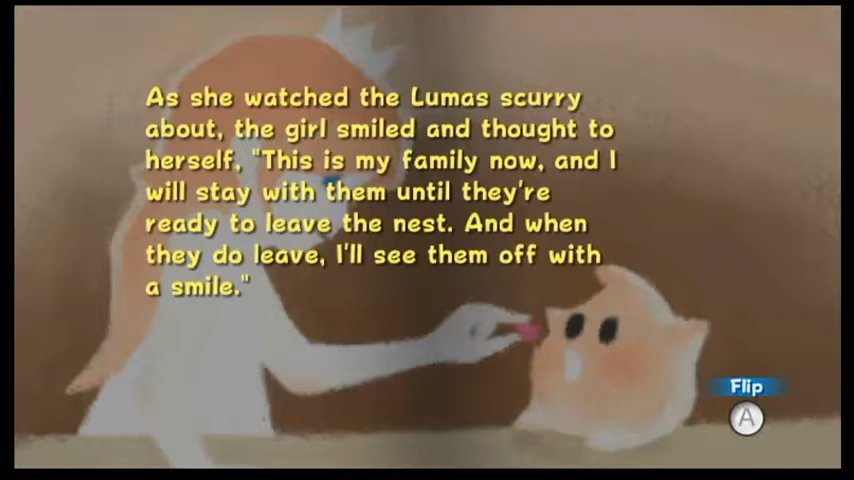 As she watched the Lumas scurry
about, the girl smiled and thought to
herself, "This is my family now, and I
will stay with them until they're
ready to leave the nest. And when
they do leave, I'll see them off with
a smile."
Flip
A